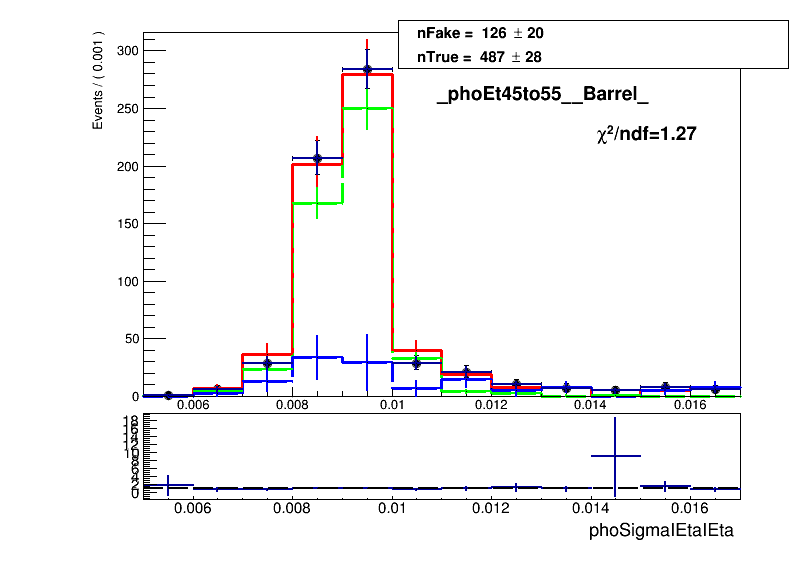 nFake = 126 ± 20
nTrue = 487 ± 28
Events / ( 0.001 )
_phoEt45to55__Barrel_
χ²/ndf=1.27
300
250
200
150
100
50
0
0.006 0.008 0.01 0.012 0.014 0.016
18
16
14
12
10
8
6
4
2
0
0.006 0.008 0.01 0.012 0.014 0.016
phoSigmaIEtaIEta